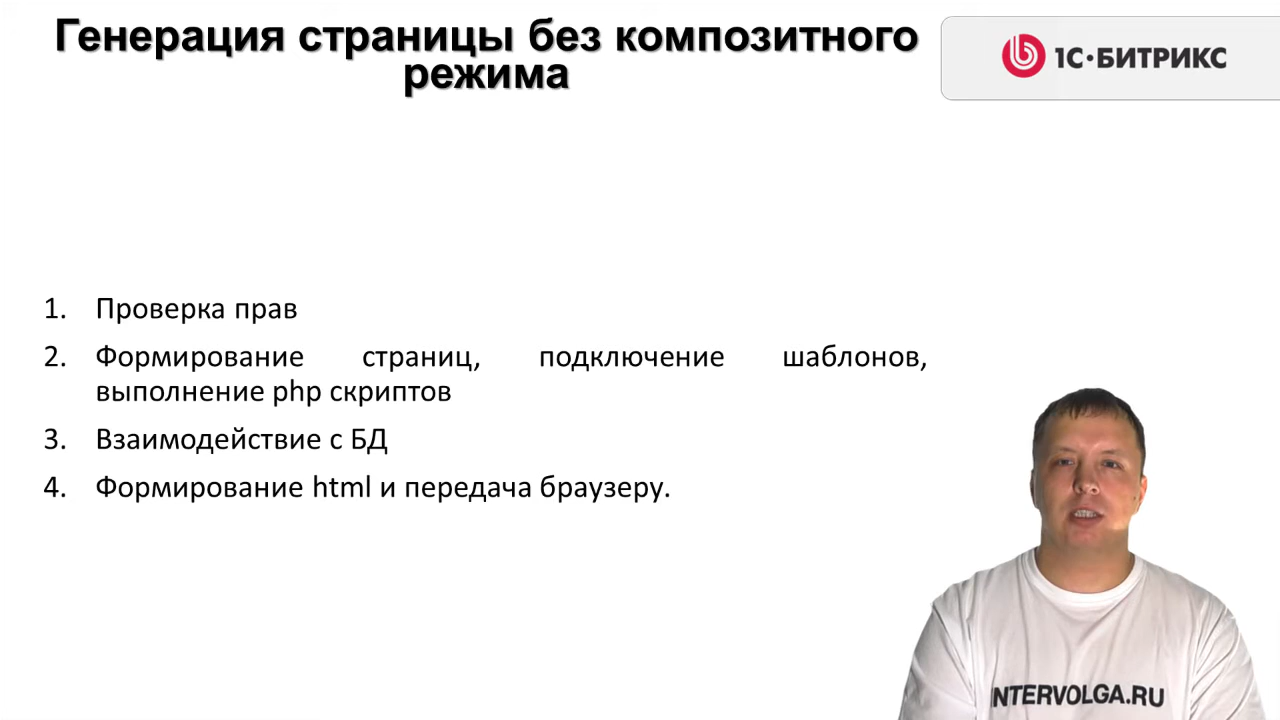 Генерация страницы без композитного
режима
1С·БИТРИКС
1. Проверка прав
2. Формирование страниц, подключение шаблонов,
выполнение php скриптов
3. Взаимодействие с БД
4. Формирование html и передача браузеру.
INTERVOLGA.RU